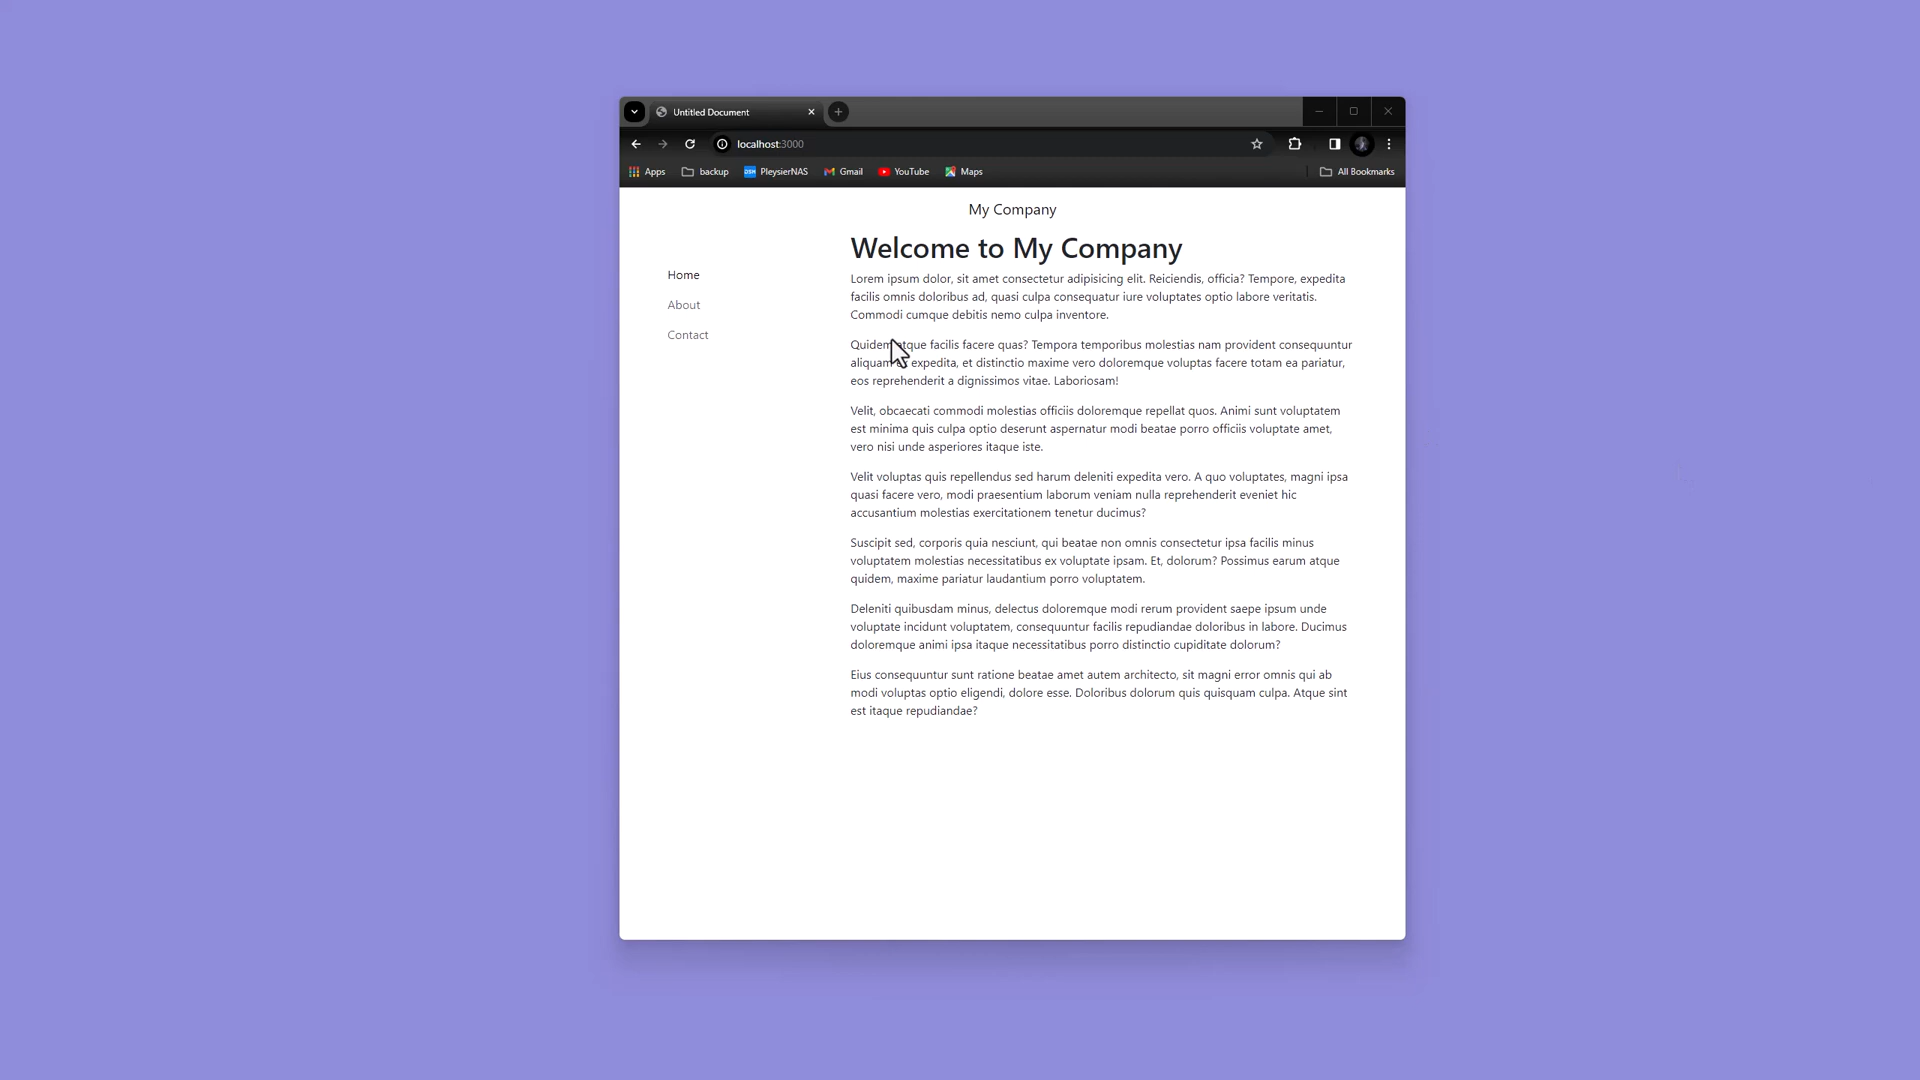 Untitled Document
localhost:3000
Apps backup DSM PleysierNAS Gmail YouTube Maps All Bookmarks
My Company
Home
About
Contact
Welcome to My Company
Lorem ipsum dolor, sit amet consectetur adipisicing elit. Reiciendis, officia? Tempore, expedita
facilis omnis doloribus ad, quasi culpa consequatur iure voluptates optio labore veritatis.
Commodi cumque debitis nemo culpa inventore.
Quidem atque facilis facere quas? Tempora temporibus molestias nam provident consequuntur
aliquam expedita, et distinctio maxime vero doloremque voluptas facere totam ea pariatur,
eos reprehenderit a dignissimos vitae. Laboriosam!
Velit, obcaecati commodi molestias officiis doloremque repellat quos. Animi sunt voluptatem
est minima quis culpa optio deserunt aspernatur modi beatae porro officiis voluptate amet,
vero nisi unde asperiores itaque iste.
Velit voluptas quis repellendus sed harum deleniti expedita vero. A quo voluptates, magni ipsa
quasi facere vero, modi praesentium laborum veniam nulla reprehenderit eveniet hic
accusantium molestias exercitationem tenetur ducimus?
Suscipit sed, corporis quia nesciunt, qui beatae non omnis consectetur ipsa facilis minus
voluptatem molestias necessitatibus ex voluptate ipsam. Et, dolorum? Possimus earum atque
quidem, maxime pariatur laudantium porro voluptatem.
Deleniti quibusdam minus, delectus doloremque modi rerum provident saepe ipsum unde
voluptate incidunt voluptatem, consequuntur facilis repudiandae doloribus in labore. Ducimus
doloremque animi ipsa itaque necessitatibus porro distinctio cupiditate dolorum?
Eius consequuntur sunt ratione beatae amet autem architecto, sit magni error omnis qui ab
modi voluptas optio eligendi, dolore esse. Doloribus dolorum quis quisquam culpa. Atque sint
est itaque repudiandae?